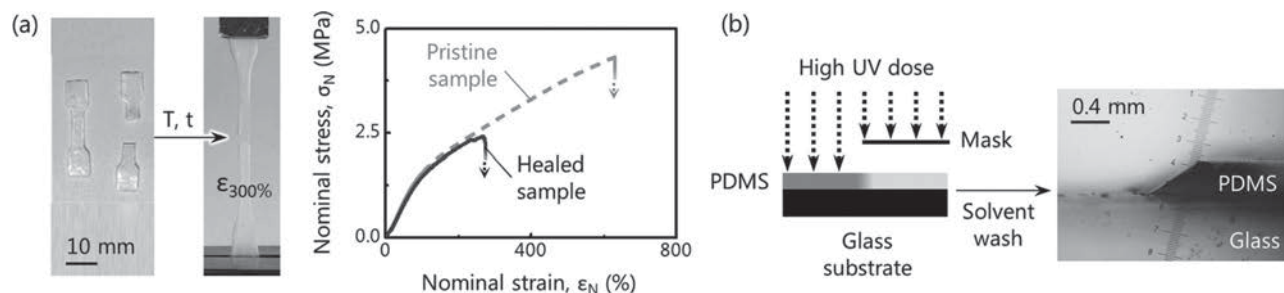 (a)
T, t
ε300%
10 mm
Nominal stress, σN (MPa)
5.0
2.5
0.0
Pristine
sample
Healed
sample
0
400
800
Nominal strain, εN (%)
(b)
High UV dose
Mask
PDMS
Glass
substrate
Solvent
wash
0.4 mm
PDMS
Glass